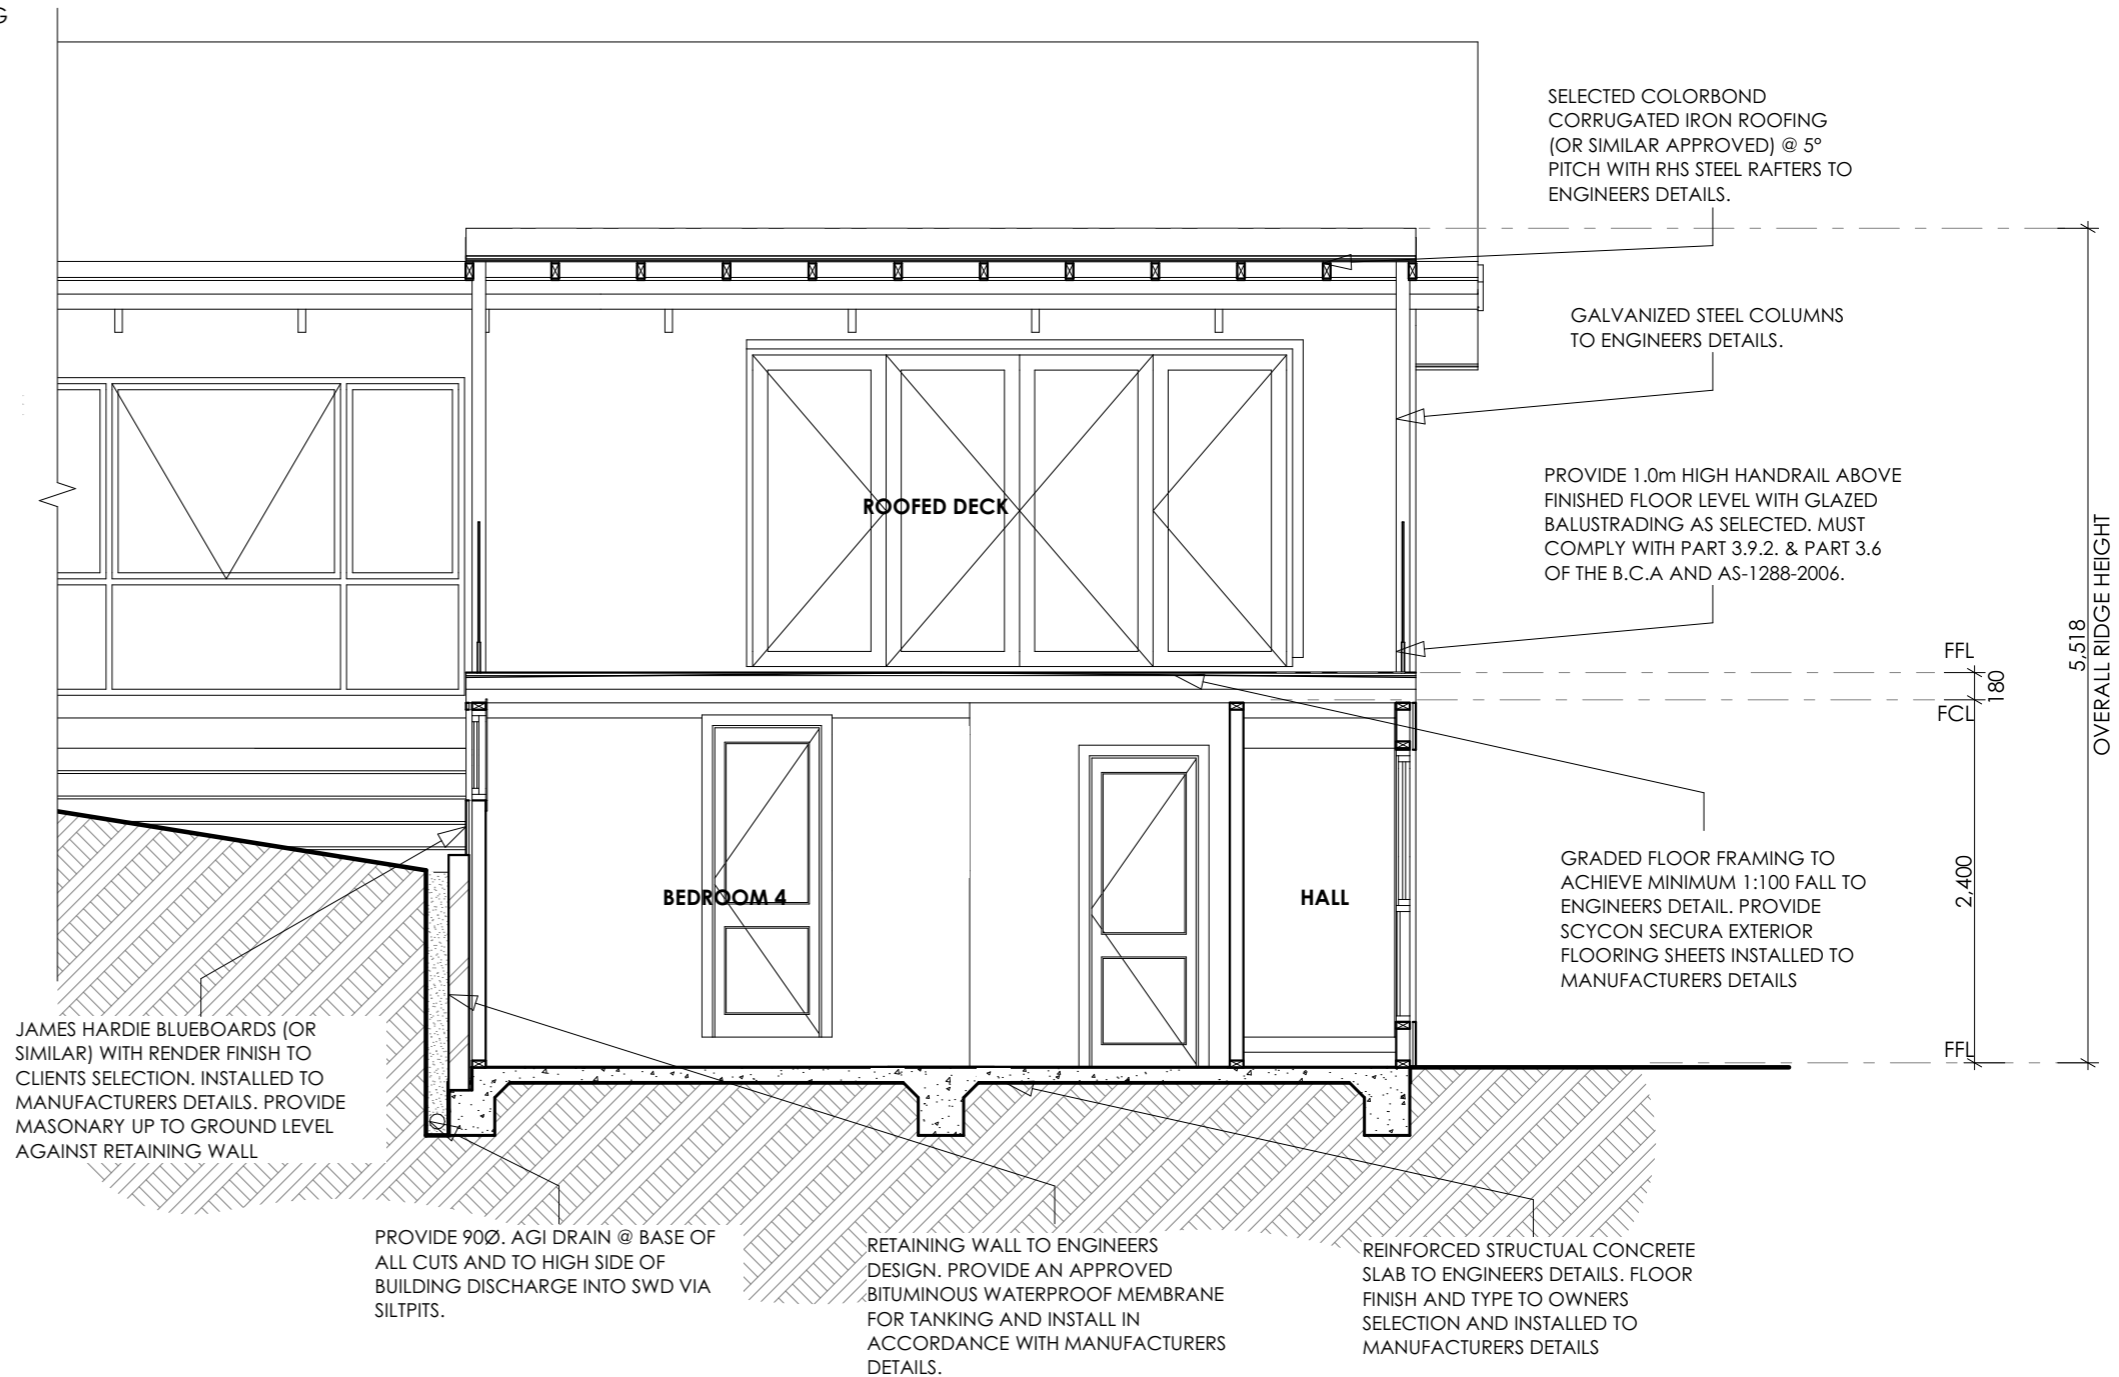 G
SELECTED COLORBOND
CORRUGATED IRON ROOFING
(OR SIMILAR APPROVED) @ 5°
PITCH WITH RHS STEEL RAFTERS TO
ENGINEERS DETAILS.
GALVANIZED STEEL COLUMNS
TO ENGINEERS DETAILS.
PROVIDE 1.0m HIGH HANDRAIL ABOVE
FINISHED FLOOR LEVEL WITH GLAZED
BALUSTRADING AS SELECTED. MUST
COMPLY WITH PART 3.9.2. & PART 3.6
OF THE B.C.A AND AS-1288-2006.
ROOFED DECK
FFL
180
FCL
5,518
OVERALL RIDGE HEIGHT
2,400
FFL
BEDROOM 4
HALL
GRADED FLOOR FRAMING TO
ACHIEVE MINIMUM 1:100 FALL TO
ENGINEERS DETAIL. PROVIDE
SCYCON SECURA EXTERIOR
FLOORING SHEETS INSTALLED TO
MANUFACTURERS DETAILS
JAMES HARDIE BLUEBOARDS (OR
SIMILAR) WITH RENDER FINISH TO
CLIENTS SELECTION. INSTALLED TO
MANUFACTURERS DETAILS. PROVIDE
MASONARY UP TO GROUND LEVEL
AGAINST RETAINING WALL
PROVIDE 90Ø. AGI DRAIN @ BASE OF
ALL CUTS AND TO HIGH SIDE OF
BUILDING DISCHARGE INTO SWD VIA
SILTPITS.
RETAINING WALL TO ENGINEERS
DESIGN. PROVIDE AN APPROVED
BITUMINOUS WATERPROOF MEMBRANE
FOR TANKING AND INSTALL IN
ACCORDANCE WITH MANUFACTURERS
DETAILS.
REINFORCED STRUCTUAL CONCRETE
SLAB TO ENGINEERS DETAILS. FLOOR
FINISH AND TYPE TO OWNERS
SELECTION AND INSTALLED TO
MANUFACTURERS DETAILS